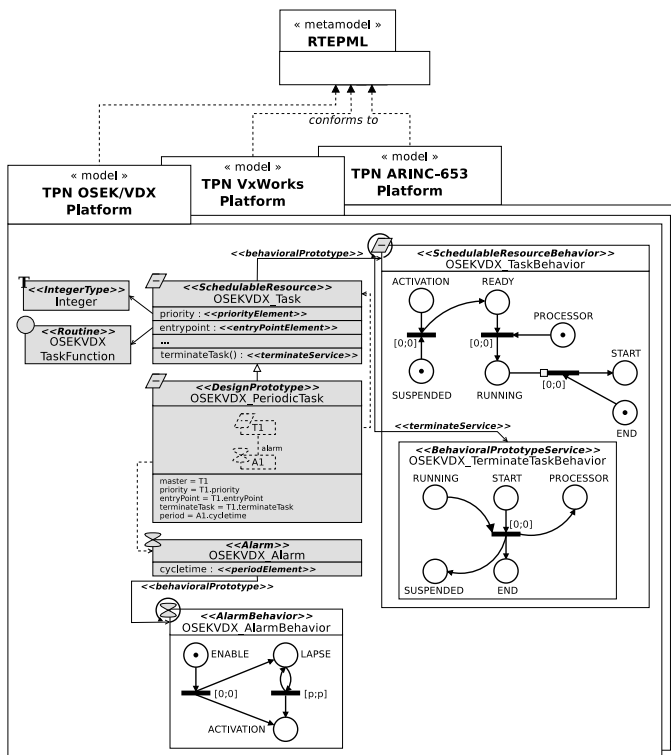 « metamodel »
RTEPML
conforms to
« model »
TPN OSEK/VDX
Platform
« model »
TPN VxWorks
Platform
« model »
TPN ARINC-653
Platform
<<behavioralPrototype>>
T
<<IntegerType>>
Integer
<<Routine>>
OSEKVDX
TaskFunction
<<SchedulableResource>>
OSEKVDX_Task
priority : <<priorityElement>>
entrypoint : <<entryPointElement>>
...
terminateTask() : <<terminateService>>
<<DesignPrototype>>
OSEKVDX_PeriodicTask
T1
alarm
A1
master = T1
priority = T1.priority
entryPoint = T1.entryPoint
terminateTask = T1.terminateTask
period = A1.cycletime
<<Alarm>>
OSEKVDX_Alarm
cycletime : <<periodElement>>
<<behavioralPrototype>>
<<AlarmBehavior>>
OSEKVDX_AlarmBehavior
ENABLE
LAPSE
[0;0]
[p;p]
ACTIVATION
<<SchedulableResourceBehavior>>
OSEKVDX_TaskBehavior
ACTIVATION
READY
PROCESSOR
[0;0]
[0;0]
START
SUSPENDED
RUNNING
[0;0]
END
<<terminateService>>
<<BehavioralPrototypeService>>
OSEKVDX_TerminateTaskBehavior
RUNNING
START
PROCESSOR
[0;0]
SUSPENDED
END